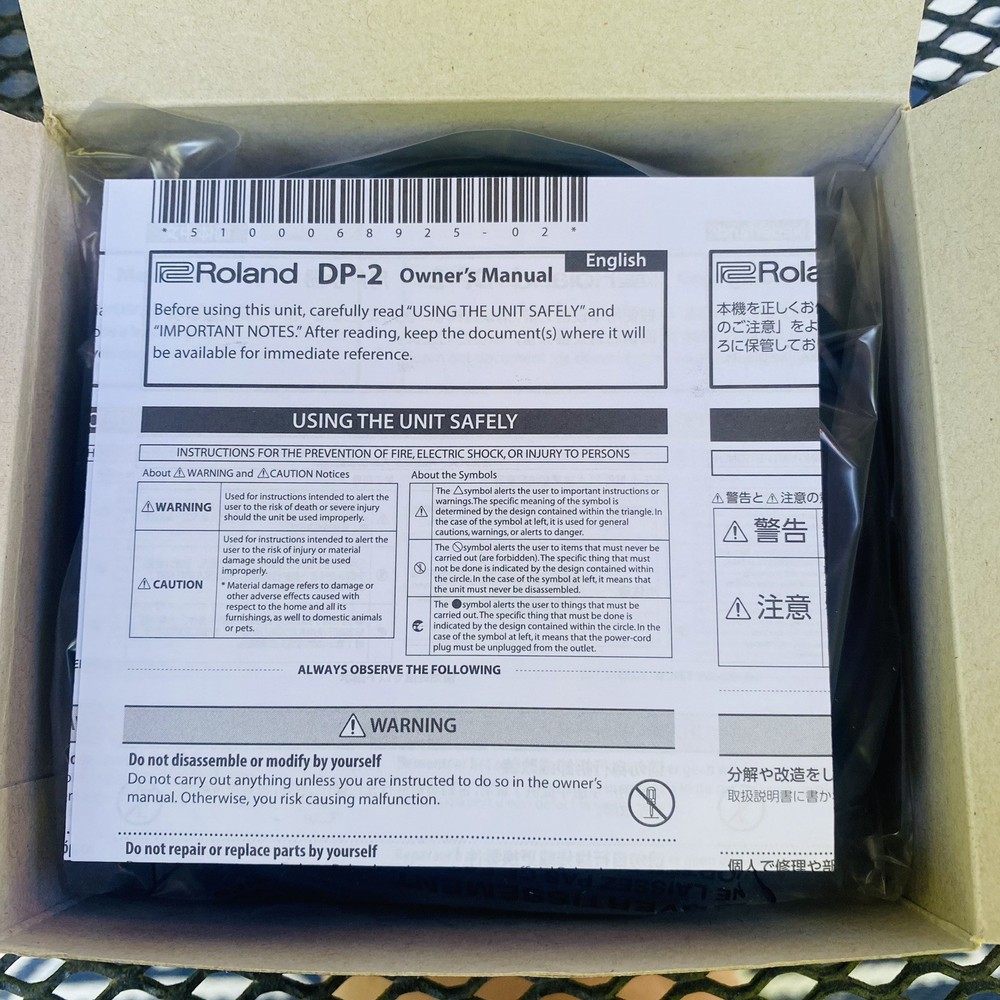 *5100068925-02*
Roland DP-2 Owner's Manual
English
Before using this unit, carefully read “USING THE UNIT SAFELY” and
“IMPORTANT NOTES.” After reading, keep the document(s) where it will
be available for immediate reference.
USING THE UNIT SAFELY
INSTRUCTIONS FOR THE PREVENTION OF FIRE, ELECTRIC SHOCK, OR INJURY TO PERSONS
About ⚠ WARNING and ⚠ CAUTION Notices
⚠ WARNING
Used for instructions intended to alert the
user to the risk of death or severe injury
should the unit be used improperly.
⚠ CAUTION
Used for instructions intended to alert the
user to the risk of injury or material
damage should the unit be used
improperly.
* Material damage refers to damage or
other adverse effects caused with
respect to the home and all its
furnishings, as well to domestic animals
or pets.
About the Symbols
The △symbol alerts the user to important instructions or
warnings.The specific meaning of the symbol is
determined by the design contained within the triangle. In
the case of the symbol at left, it is used for general
cautions, warnings, or alerts to danger.
The ⃠symbol alerts the user to items that must never be
carried out (are forbidden). The specific thing that must
not be done is indicated by the design contained within
the circle. In the case of the symbol at left, it means that
the unit must never be disassembled.
The ●symbol alerts the user to things that must be
carried out. The specific thing that must be done is
indicated by the design contained within the circle. In the
case of the symbol at left, it means that the power-cord
plug must be unplugged from the outlet.
ALWAYS OBSERVE THE FOLLOWING
⚠ WARNING
Do not disassemble or modify by yourself
Do not carry out anything unless you are instructed to do so in the owner's
manual. Otherwise, you risk causing malfunction.
Do not repair or replace parts by yourself
Rola
本機を正しくお
のご注意」をよ
ろに保管してお
⚠警告と⚠注意の
⚠ 警告
⚠ 注意
分解や改造をし
取扱説明書に書か
個人で修理や部